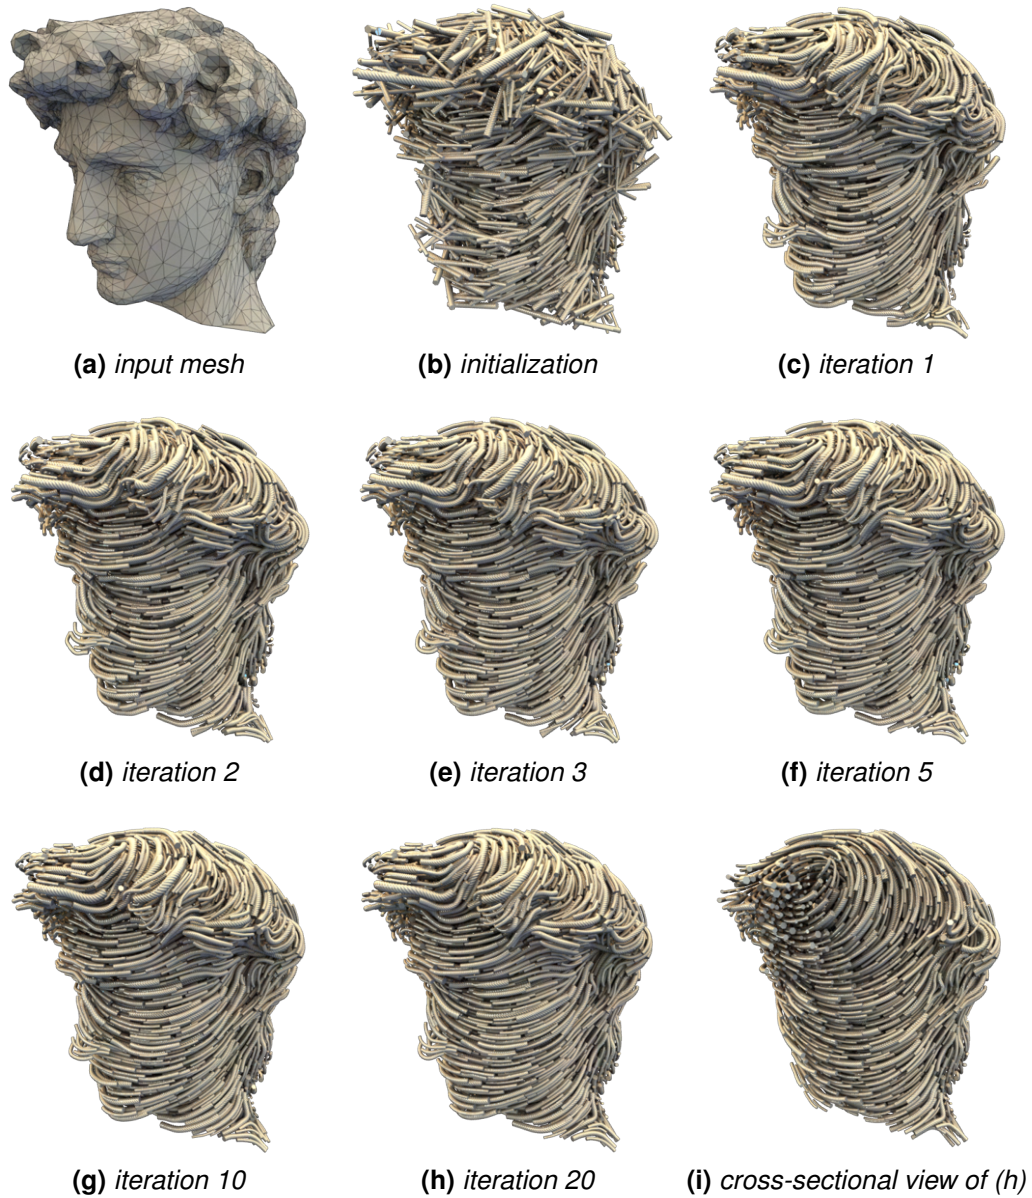 (a) input mesh
(b) initialization
(c) iteration 1
(d) iteration 2
(e) iteration 3
(f) iteration 5
(g) iteration 10
(h) iteration 20
(i) cross-sectional view of (h)